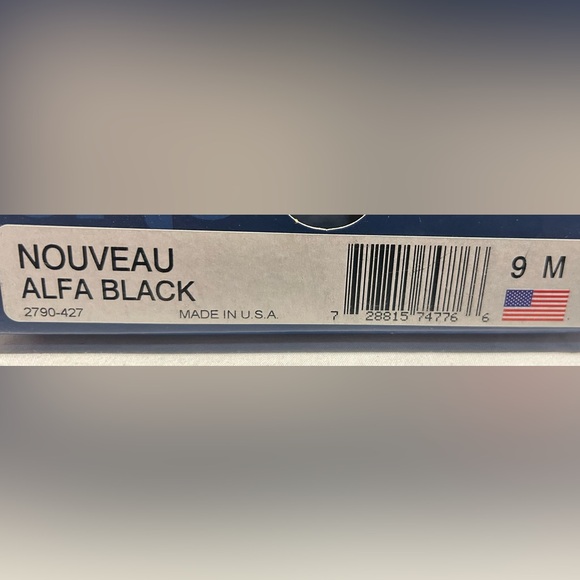 NOUVEAU
ALFA BLACK
2790-427 MADE IN U.S.A.
7 28815 74776 6
9 M